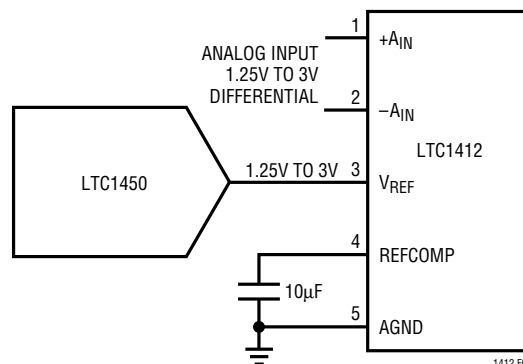 1
+AIN
ANALOG INPUT
1.25V TO 3V
DIFFERENTIAL
2
–AIN
LTC1412
LTC1450
1.25V TO 3V
3
VREF
4
REFCOMP
10µF
5
AGND